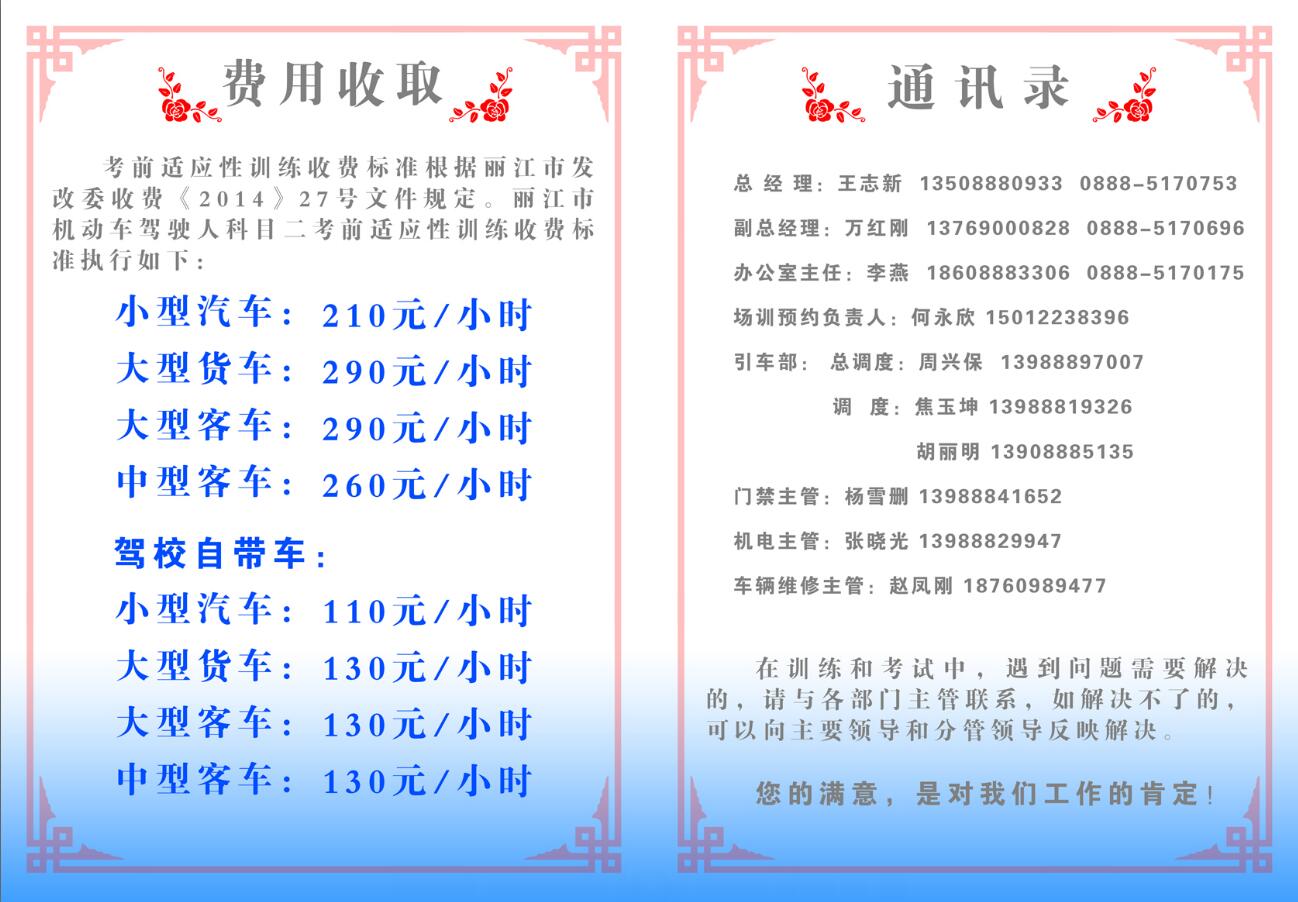 费用收取
考前适应性训练收费标准根据丽江市发
改委收费《2014》27号文件规定。丽江市
机动车驾驶人科目二考前适应性训练收费标
准执行如下：
小型汽车：210元/小时
大型货车：290元/小时
大型客车：290元/小时
中型客车：260元/小时
驾校自带车：
小型汽车：110元/小时
大型货车：130元/小时
大型客车：130元/小时
中型客车：130元/小时
通讯录
总经理：王志新 13508880933 0888-5170753
副总经理：万红刚 13769000828 0888-5170696
办公室主任：李燕 18608883306 0888-5170175
场训预约负责人：何永欣 15012238396
引车部： 总调度：周兴保 13988897007
调 度：焦玉坤 13988819326
胡丽明 13908885135
门禁主管：杨雪删 13988841652
机电主管：张晓光 13988829947
车辆维修主管：赵凤刚 18760989477
在训练和考试中，遇到问题需要解决
的，请与各部门主管联系，如解决不了的，
可以向主要领导和分管领导反映解决。
您的满意，是对我们工作的肯定！